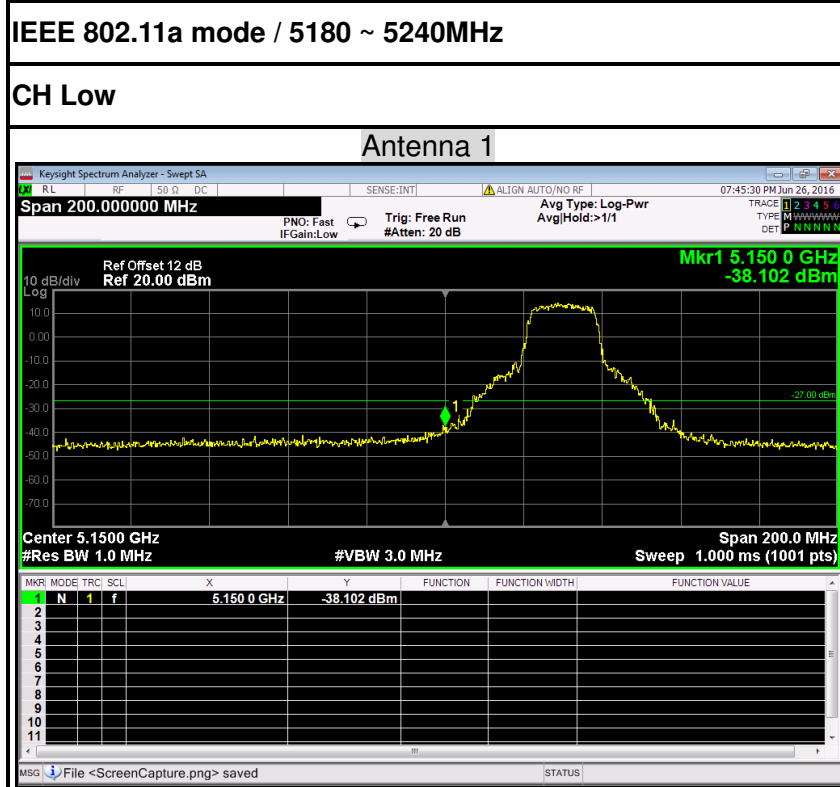 IEEE 802.11a mode / 5180 ~ 5240MHz
CH Low
Antenna 1
Keysight Spectrum Analyzer - Swept SA
LXI RL RF 50 Ω DC SENSE:INT ALIGN AUTO/NO RF 07:45:30 PM Jun 26, 2016
Span 200.000000 MHz Avg Type: Log-Pwr TRACE 1 2 3 4 5 6
PNO: Fast Trig: Free Run Avg|Hold:>1/1 TYPE M WWWWW
IFGain:Low #Atten: 20 dB DET P N N N N N
Mkr1 5.150 0 GHz
Ref Offset 12 dB -38.102 dBm
10 dB/div Ref 20.00 dBm
Log
10.0
0.00
-10.0
-20.0
-27.00 dBm
-30.0
1
-40.0
-50.0
-60.0
-70.0
Center 5.1500 GHz Span 200.0 MHz
#Res BW 1.0 MHz #VBW 3.0 MHz Sweep 1.000 ms (1001 pts)
MKR MODE TRC SCL X Y FUNCTION FUNCTION WIDTH FUNCTION VALUE
1 N 1 f 5.150 0 GHz -38.102 dBm
2
3
4
5
6
7
8
9
10
11
MSG File <ScreenCapture.png> saved STATUS